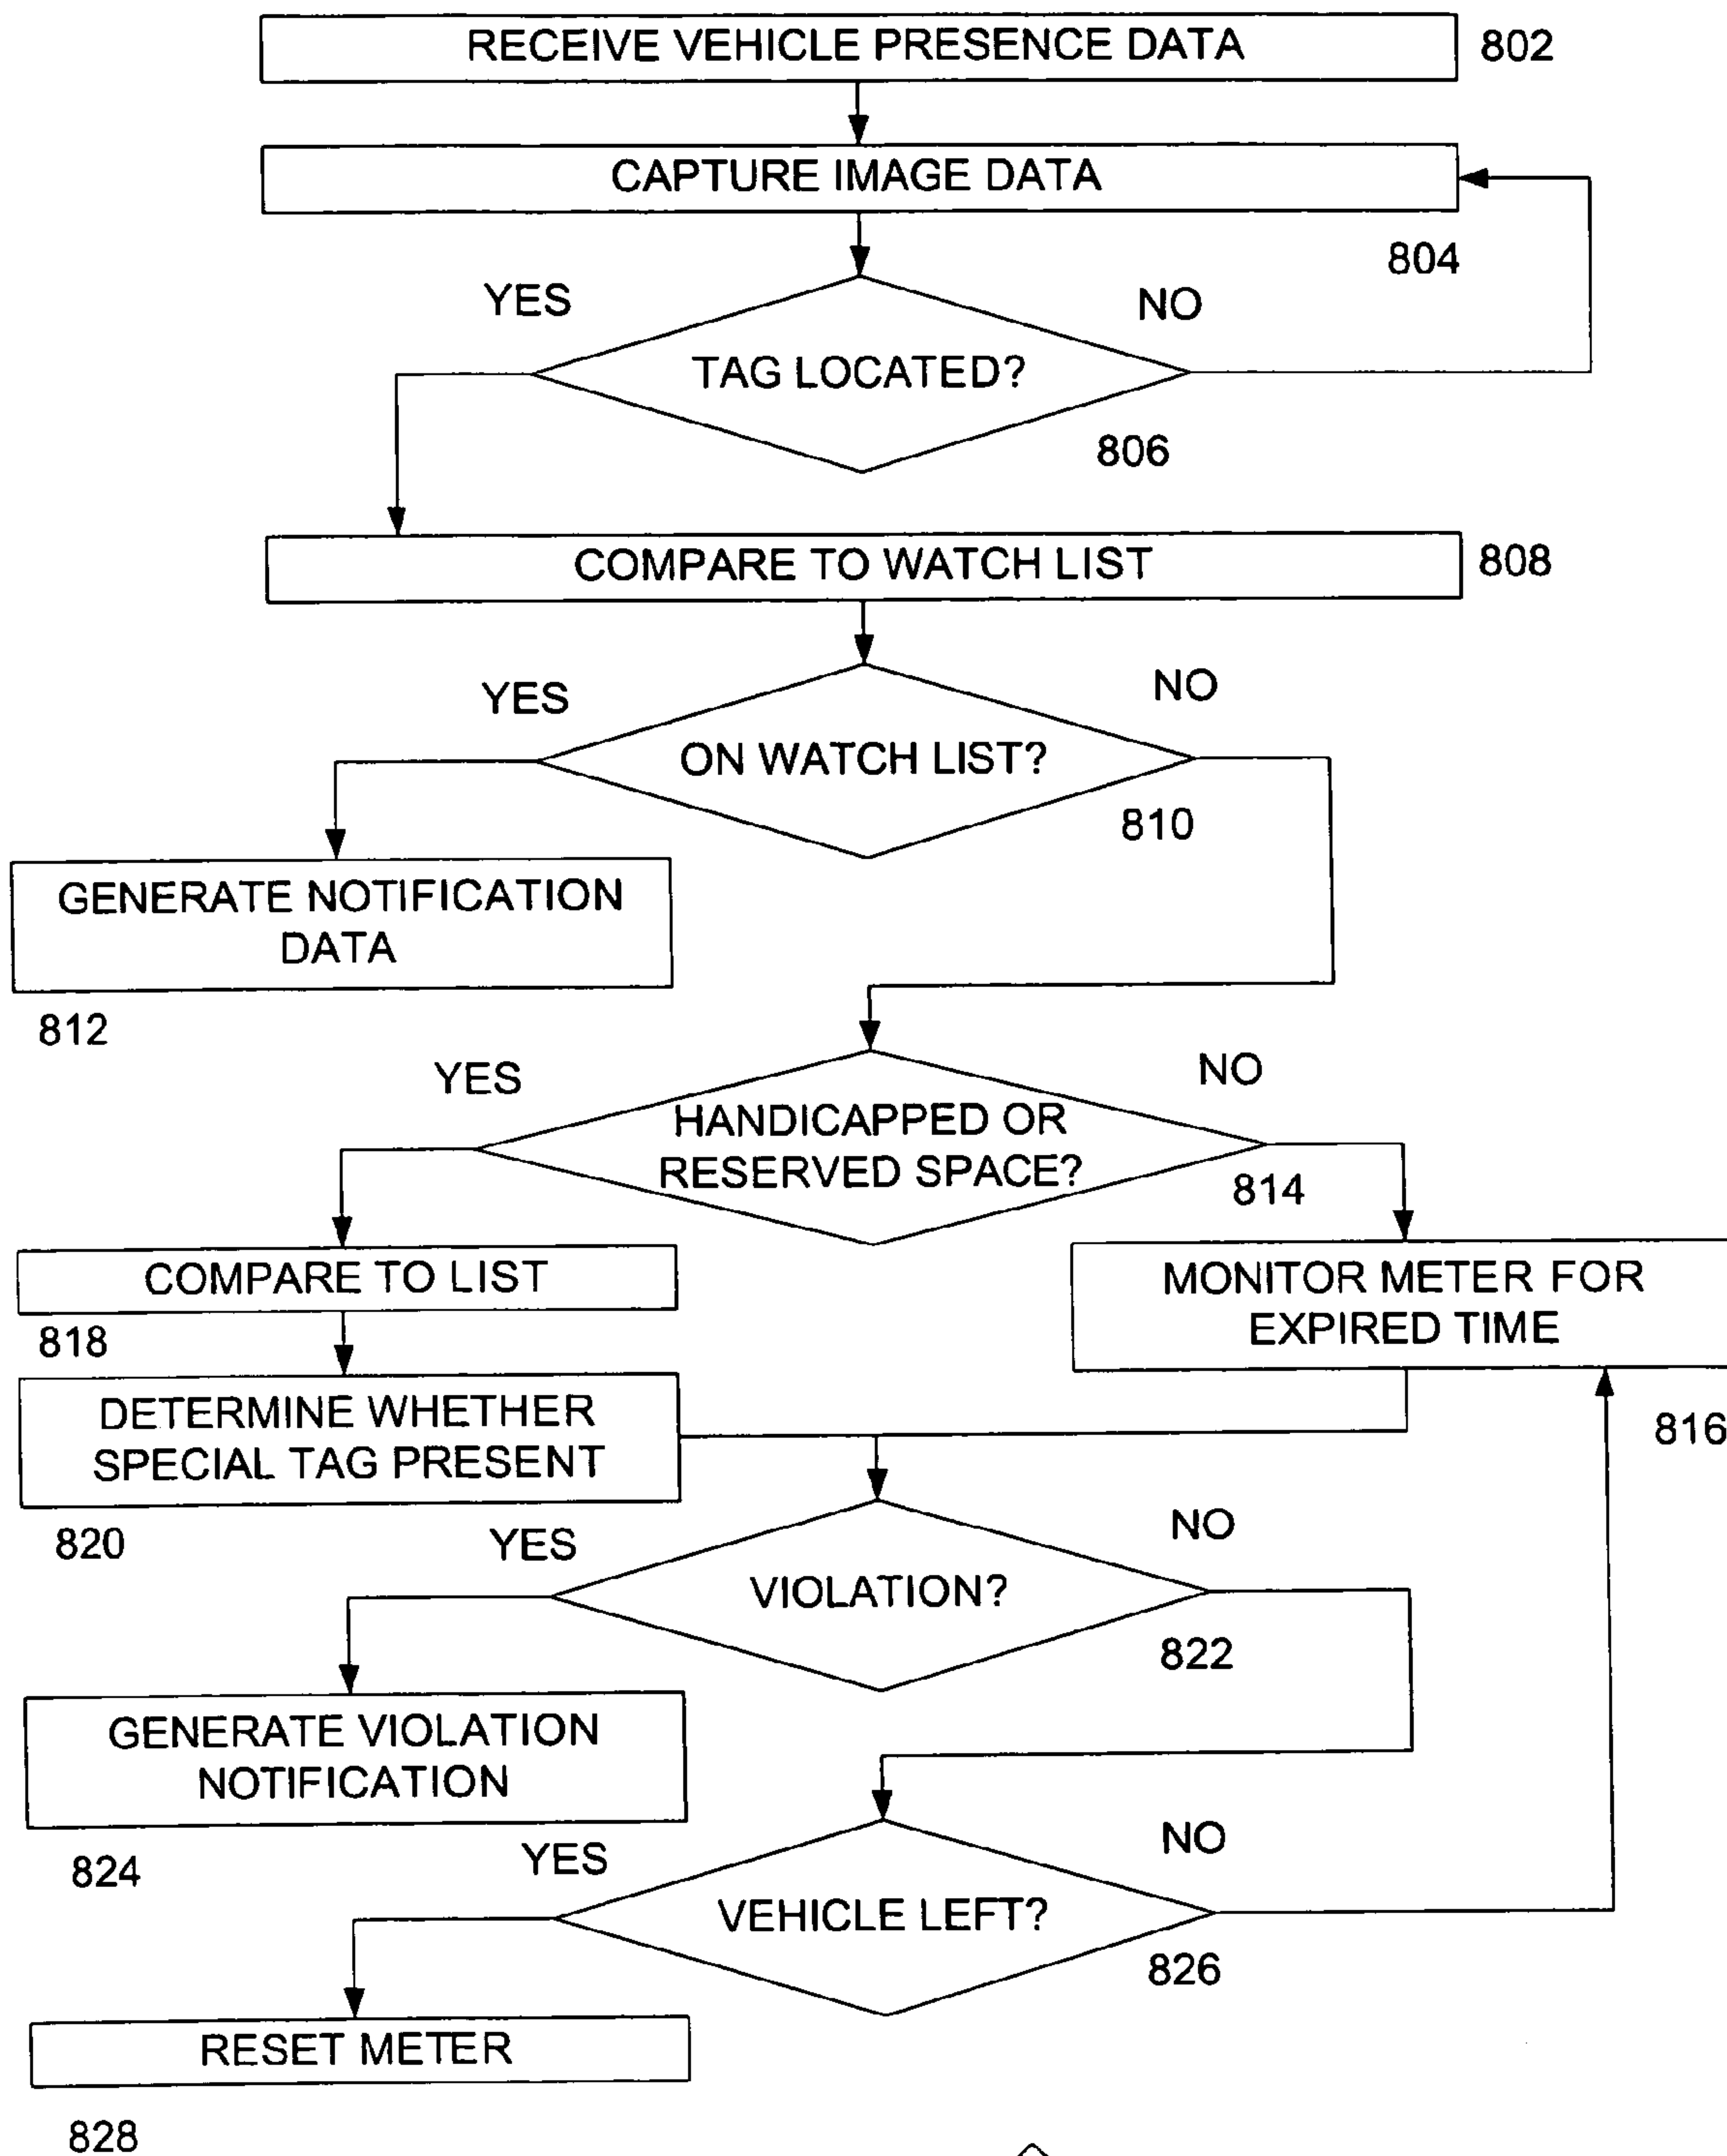 RECEIVE VEHICLE PRESENCE DATA
802
CAPTURE IMAGE DATA
804
YES
NO
TAG LOCATED?
806
COMPARE TO WATCH LIST
808
YES
NO
ON WATCH LIST?
810
GENERATE NOTIFICATION
DATA
812
YES
NO
HANDICAPPED OR
RESERVED SPACE?
814
COMPARE TO LIST
818
MONITOR METER FOR
EXPIRED TIME
816
DETERMINE WHETHER
SPECIAL TAG PRESENT
820
YES
NO
VIOLATION?
822
GENERATE VIOLATION
NOTIFICATION
824
YES
NO
VEHICLE LEFT?
826
RESET METER
828